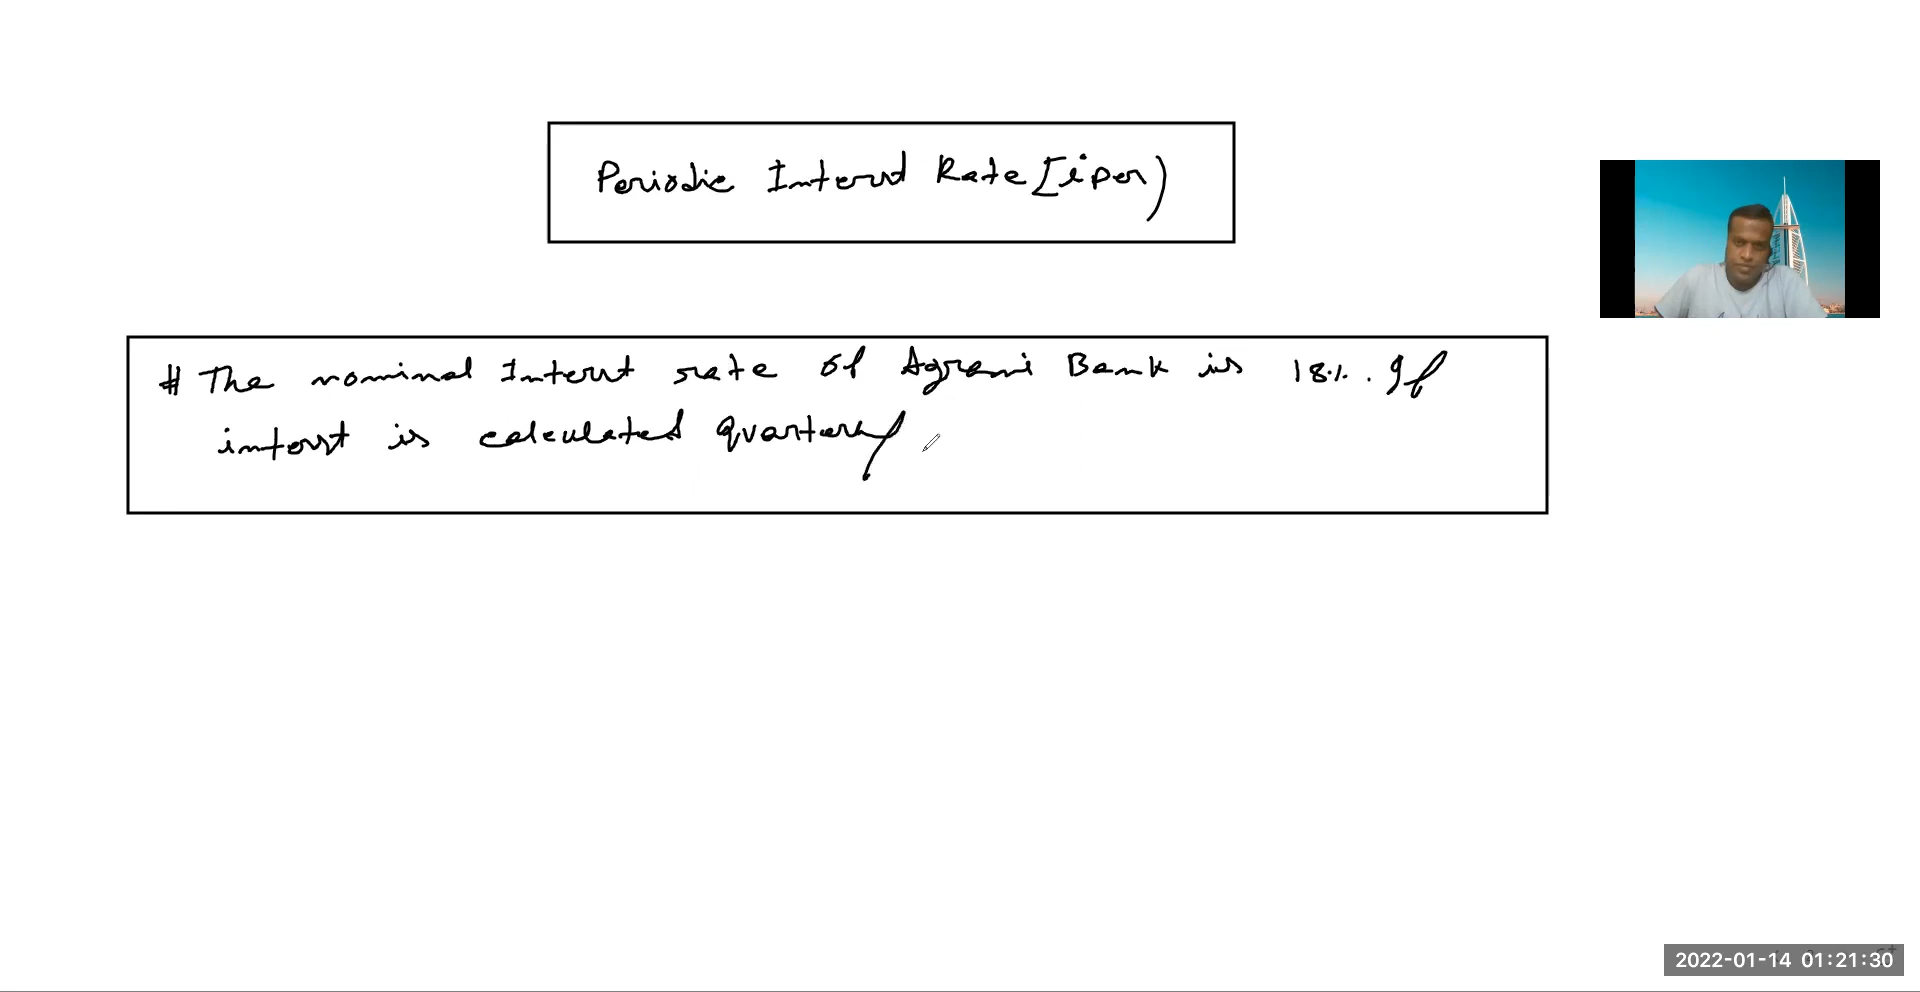 Periodic Interest Rate [iper)
# The nominal Interest rate of Agrani Bank is 18%. If
interest is calculated quarterly
2022-01-14 01:21:30